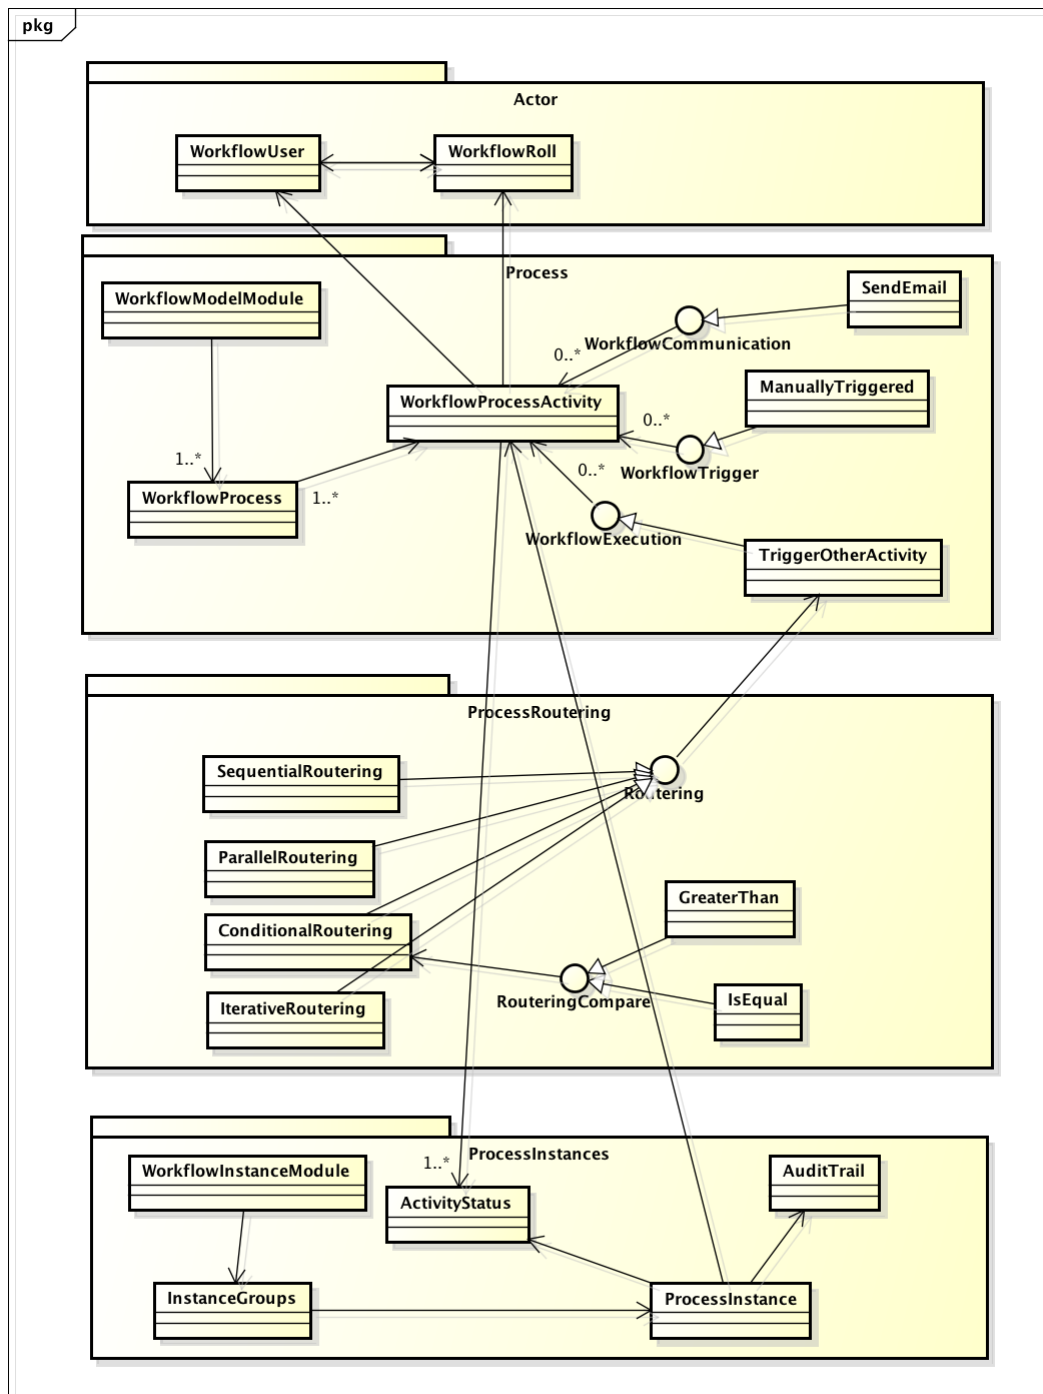 pkg
Actor
WorkflowUser
WorkflowRoll
Process
WorkflowModelModule
SendEmail
WorkflowCommunication
0..*
ManuallyTriggered
WorkflowProcessActivity
0..*
WorkflowTrigger
1..*
0..*
WorkflowProcess
1..*
WorkflowExecution
TriggerOtherActivity
ProcessRoutering
SequentialRoutering
Routering
ParallelRoutering
GreaterThan
ConditionalRoutering
RouteringCompare
IsEqual
IterativeRoutering
ProcessInstances
1..*
WorkflowInstanceModule
AuditTrail
ActivityStatus
InstanceGroups
ProcessInstance